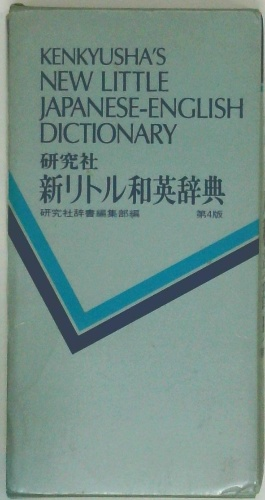 KENKYUSHA'S
NEW LITTLE
JAPANESE-ENGLISH
DICTIONARY
研究社
新リトル和英辞典
研究社辞書編集部編 第4版